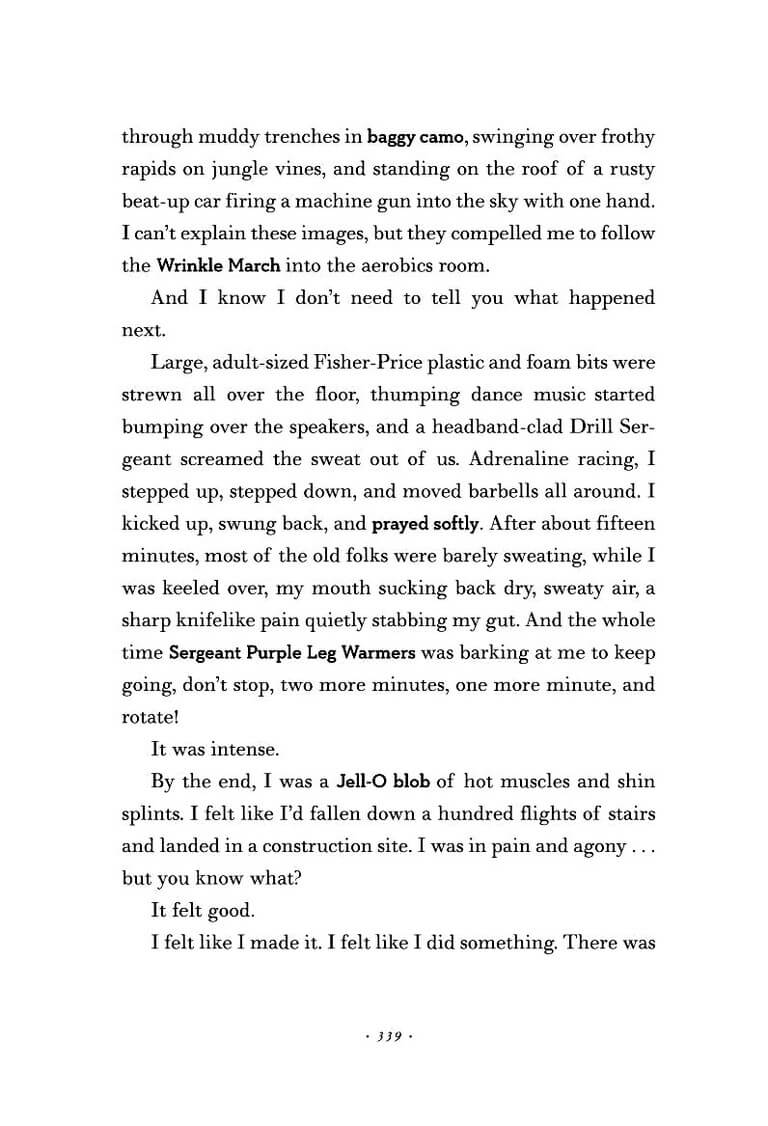 through muddy trenches in baggy camo, swinging over frothy
rapids on jungle vines, and standing on the roof of a rusty
beat-up car firing a machine gun into the sky with one hand.
I can’t explain these images, but they compelled me to follow
the Wrinkle March into the aerobics room.
And I know I don’t need to tell you what happened
next.
Large, adult-sized Fisher-Price plastic and foam bits were
strewn all over the floor, thumping dance music started
bumping over the speakers, and a headband-clad Drill Ser-
geant screamed the sweat out of us. Adrenaline racing, I
stepped up, stepped down, and moved barbells all around. I
kicked up, swung back, and prayed softly. After about fifteen
minutes, most of the old folks were barely sweating, while I
was keeled over, my mouth sucking back dry, sweaty air, a
sharp knifelike pain quietly stabbing my gut. And the whole
time Sergeant Purple Leg Warmers was barking at me to keep
going, don’t stop, two more minutes, one more minute, and
rotate!
It was intense.
By the end, I was a Jell-O blob of hot muscles and shin
splints. I felt like I’d fallen down a hundred flights of stairs
and landed in a construction site. I was in pain and agony . . .
but you know what?
It felt good.
I felt like I made it. I felt like I did something. There was
· 339 ·